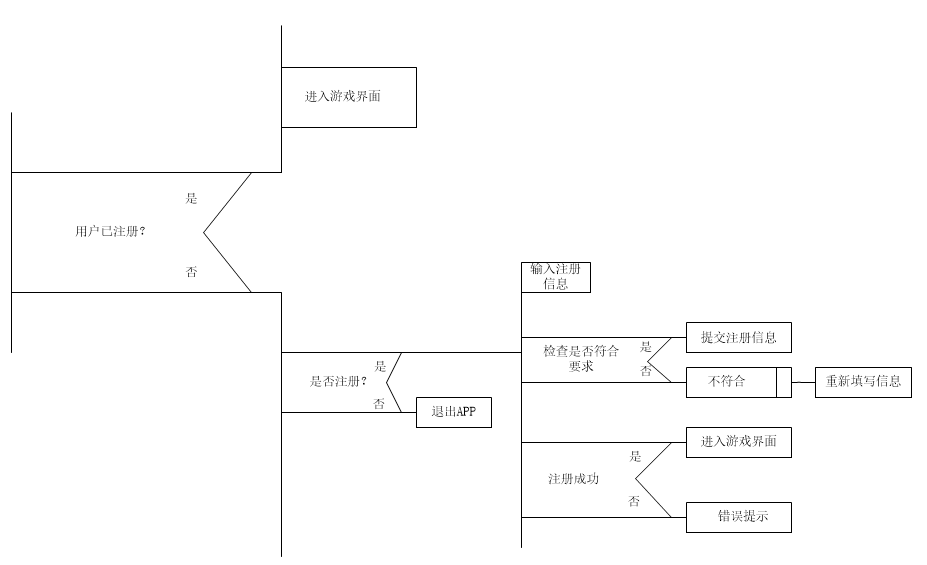 进入游戏界面
是
用户已注册？
否
输入注册
信息
提交注册信息
检查是否符合
要求
是
否
不符合
重新填写信息
是否注册？
是
否
退出APP
进入游戏界面
是
注册成功
否
错误提示